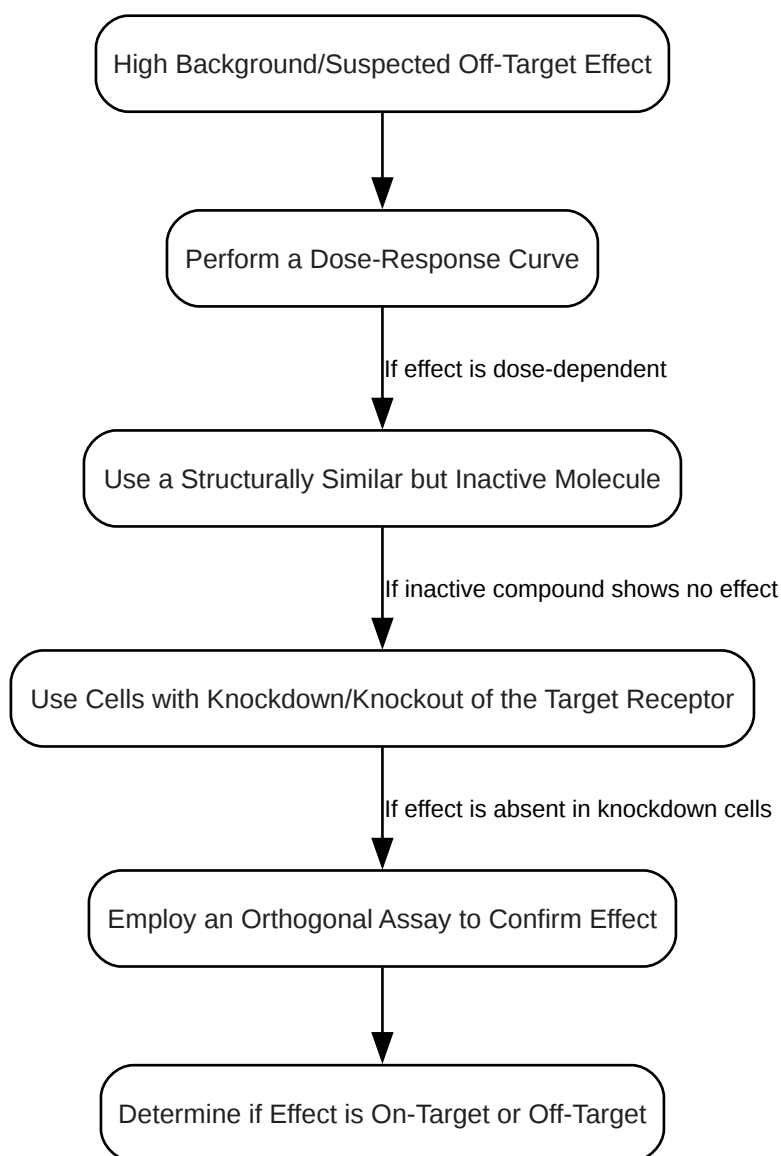 High Background/Suspected Off-Target Effect
Perform a Dose-Response Curve
If effect is dose-dependent
Use a Structurally Similar but Inactive Molecule
If inactive compound shows no effect
Use Cells with Knockdown/Knockout of the Target Receptor
If effect is absent in knockdown cells
Employ an Orthogonal Assay to Confirm Effect
Determine if Effect is On-Target or Off-Target